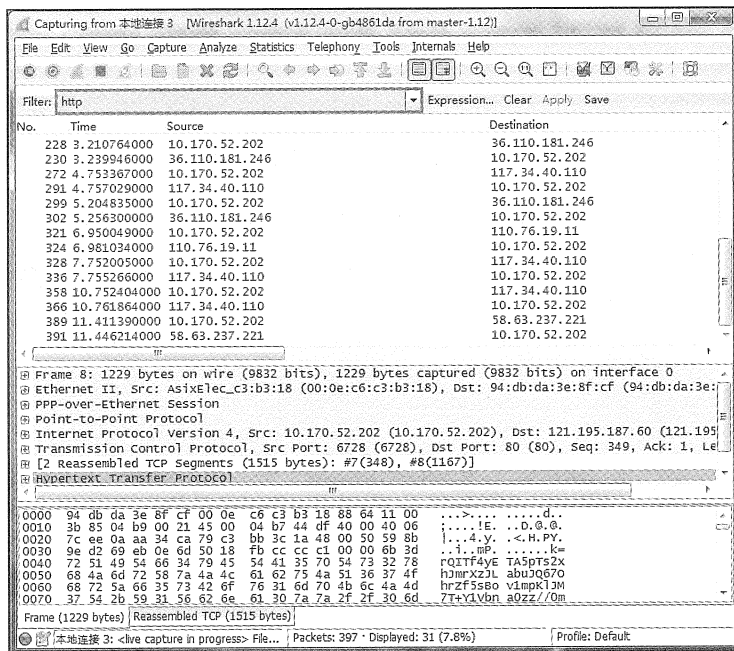 Capturing from 本地连接 3 [Wireshark 1.12.4 (v1.12.4-0-gb4861da from master-1.12)]
File Edit View Go Capture Analyze Statistics Telephony Tools Internals Help
Filter: http Expression... Clear Apply Save
No. Time Source Destination
228 3.210764000 10.170.52.202 36.110.181.246
230 3.239946000 36.110.181.246 10.170.52.202
272 4.753367000 10.170.52.202 117.34.40.110
291 4.757029000 117.34.40.110 10.170.52.202
299 5.204835000 10.170.52.202 36.110.181.246
302 5.256300000 36.110.181.246 10.170.52.202
321 6.950049000 10.170.52.202 110.76.19.11
324 6.981034000 110.76.19.11 10.170.52.202
328 7.752005000 10.170.52.202 117.34.40.110
336 7.755266000 117.34.40.110 10.170.52.202
358 10.752404000 10.170.52.202 117.34.40.110
366 10.761864000 117.34.40.110 10.170.52.202
389 11.411390000 10.170.52.202 58.63.237.221
391 11.446214000 58.63.237.221 10.170.52.202
Frame 8: 1229 bytes on wire (9832 bits), 1229 bytes captured (9832 bits) on interface 0
Ethernet II, Src: AsixElec_c3:b3:18 (00:0e:c6:c3:b3:18), Dst: 94:db:da:3e:8f:cf (94:db:da:3e:
PPP-over-Ethernet Session
Point-to-Point Protocol
Internet Protocol Version 4, Src: 10.170.52.202 (10.170.52.202), Dst: 121.195.187.60 (121.195
Transmission Control Protocol, Src Port: 6728 (6728), Dst Port: 80 (80), Seq: 349, Ack: 1, Le
[2 Reassembled TCP Segments (1515 bytes): #7(348), #8(1167)]
Hypertext Transfer Protocol
0000 94 db da 3e 8f cf 00 0e c6 c3 b3 18 88 64 11 00 ...>.... .....d..
0010 3b 85 04 b9 00 21 45 00 04 b7 44 df 40 00 40 06 ;....!E. ..D.@.@.
0020 7c ee 0a aa 34 ca 79 c3 bb 3c 1a 48 00 50 59 8b |...4.y. .<.H.PY.
0030 9e d2 69 eb 0e 6d 50 18 fb cc cc c1 00 00 6b 3d ..i..mP. ......k=
0040 72 51 49 54 66 34 79 45 54 41 35 70 54 73 32 78 rQITf4yE TA5pTs2x
0050 68 4a 6d 72 58 7a 4a 4c 61 62 75 4a 51 36 37 4f hJmrXzJL abuJQ67O
0060 68 72 5a 66 35 73 42 6f 76 31 6d 70 4b 6c 4a 4d hrZf5sBo v1mpKlJM
0070 37 54 2b 59 31 56 62 6e 61 30 7a 7a 2f 2f 30 6d 7T+Y1Vbn a0zz//0m
Frame (1229 bytes) Reassembled TCP (1515 bytes)
本地连接 3: <live capture in progress> File... Packets: 397 · Displayed: 31 (7.8%) Profile: Default